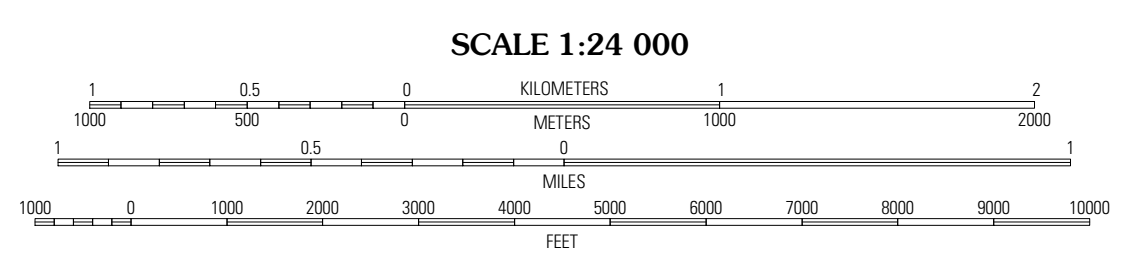 SCALE 1:24 000
1 0.5 0 KILOMETERS 1 2
1000 500 0 METERS 1000 2000
1 0.5 0 1
MILES
1000 0 1000 2000 3000 4000 5000 6000 7000 8000 9000 10000
FEET